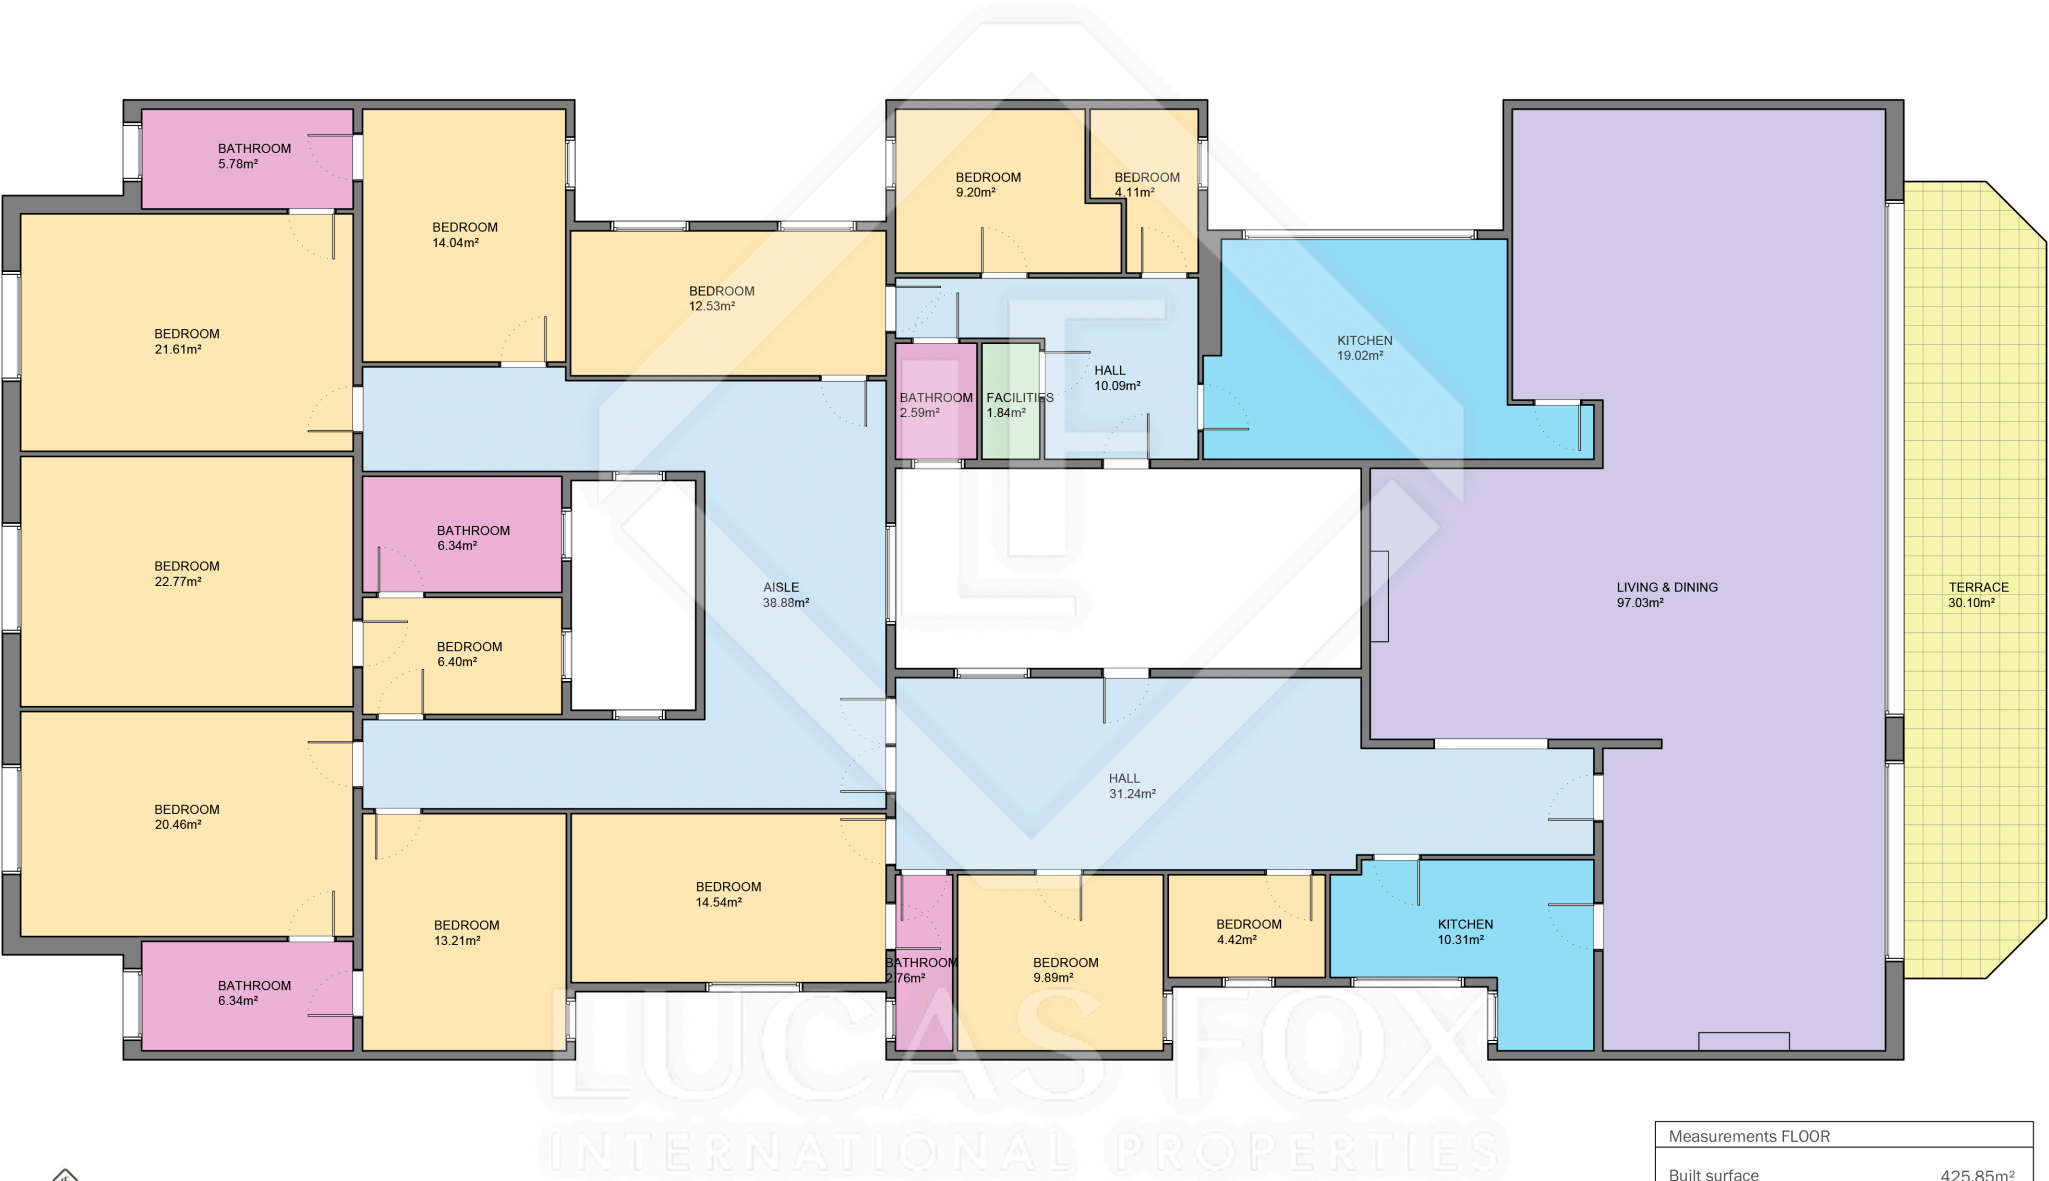 BATHROOM
5.78m²
BEDROOM
14.04m²
BEDROOM
9.20m²
BEDROOM
4.11m²
BEDROOM
21.61m²
BEDROOM
12.53m²
KITCHEN
19.02m²
HALL
10.09m²
BATHROOM
2.59m²
FACILITIES
1.84m²
BATHROOM
6.34m²
BEDROOM
22.77m²
AISLE
38.88m²
LIVING & DINING
97.03m²
TERRACE
30.10m²
BEDROOM
6.40m²
HALL
31.24m²
BEDROOM
20.46m²
BEDROOM
14.54m²
BEDROOM
13.21m²
BEDROOM
4.42m²
KITCHEN
10.31m²
BATHROOM
2.76m²
BEDROOM
9.89m²
BATHROOM
6.34m²
LUCAS FOX
INTERNATIONAL PROPERTIES
Measurements FLOOR
Built surface 425.85m²